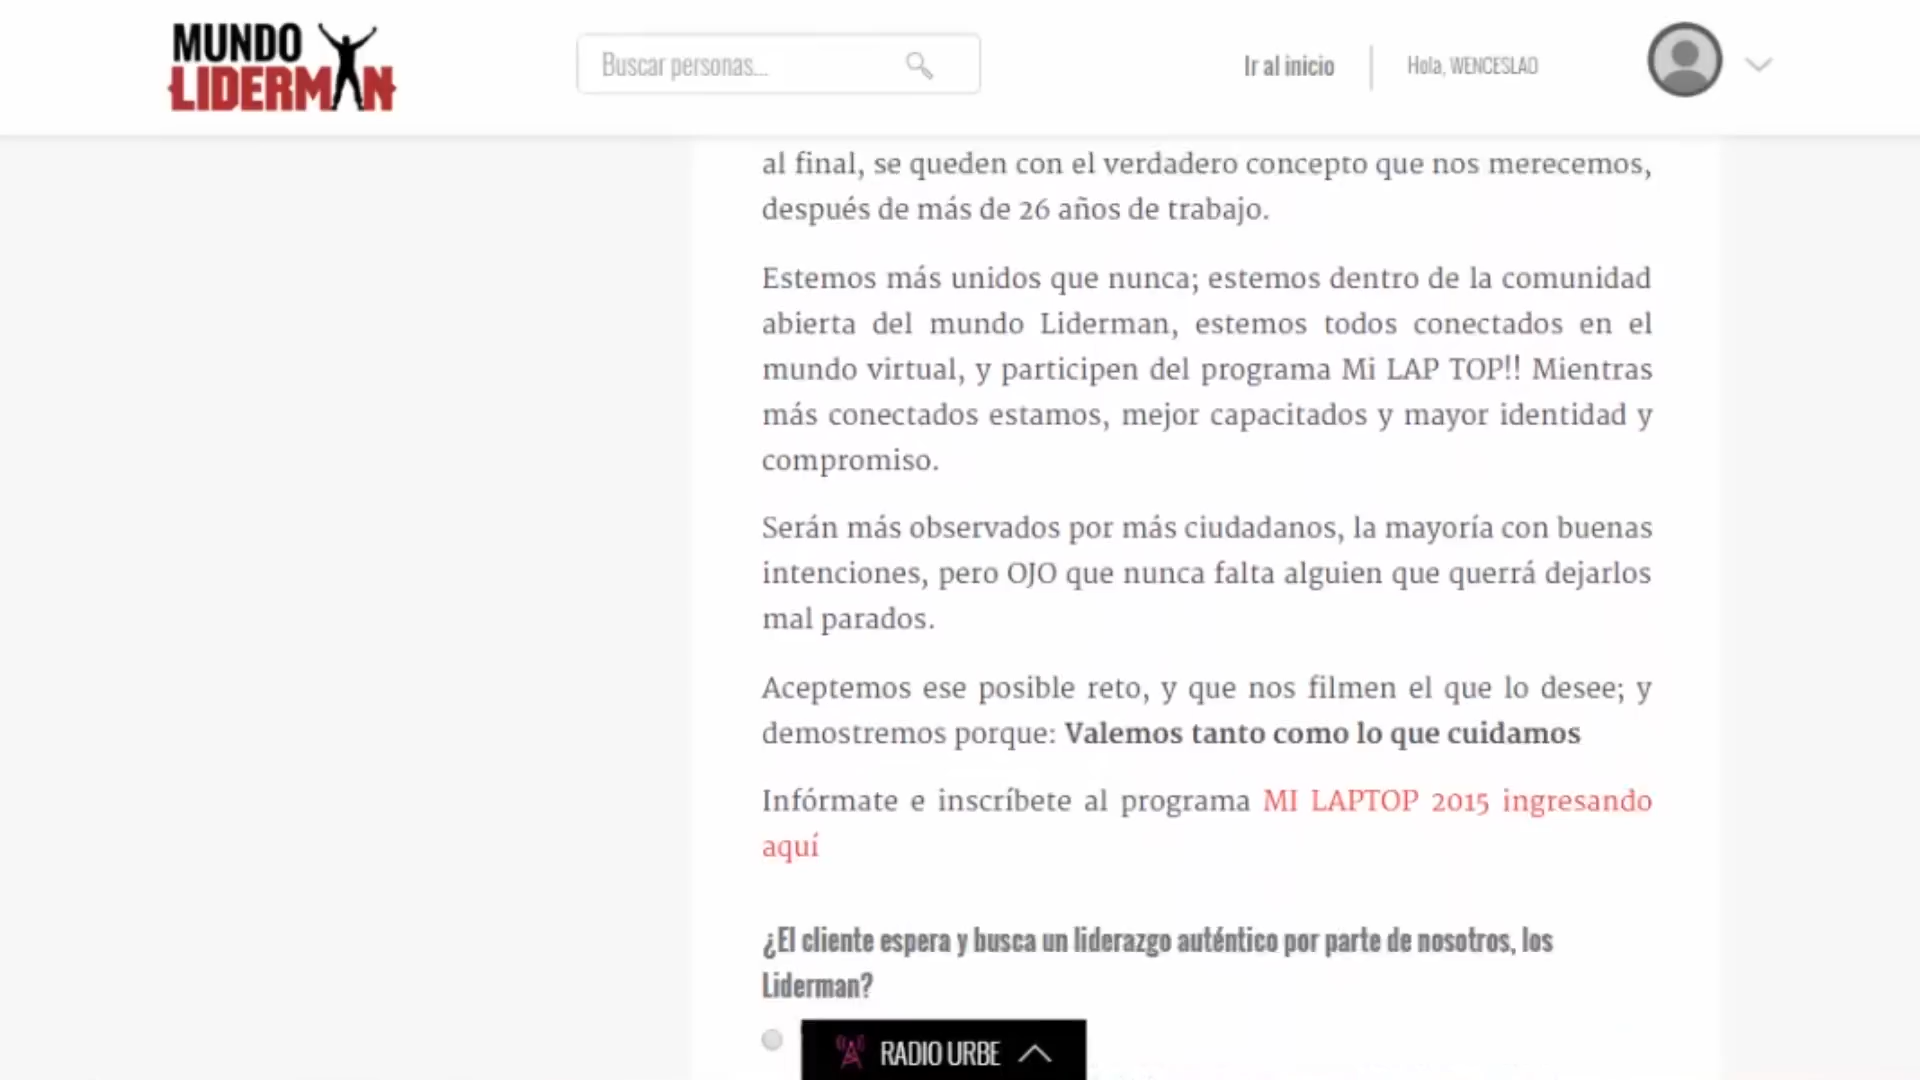 MUNDO
LIDERMAN
Buscar personas...
Ir al inicio
Hola, WENCESLAO
al final, se queden con el verdadero concepto que nos merecemos,
después de más de 26 años de trabajo.
Estemos más unidos que nunca; estemos dentro de la comunidad
abierta del mundo Liderman, estemos todos conectados en el
mundo virtual, y participen del programa Mi LAP TOP!! Mientras
más conectados estamos, mejor capacitados y mayor identidad y
compromiso.
Serán más observados por más ciudadanos, la mayoría con buenas
intenciones, pero OJO que nunca falta alguien que querrá dejarlos
mal parados.
Aceptemos ese posible reto, y que nos filmen el que lo desee; y
demostremos porque: Valemos tanto como lo que cuidamos
Infórmate e inscríbete al programa MI LAPTOP 2015 ingresando
aquí
¿El cliente espera y busca un liderazgo auténtico por parte de nosotros, los
Liderman?
RADIO URBE